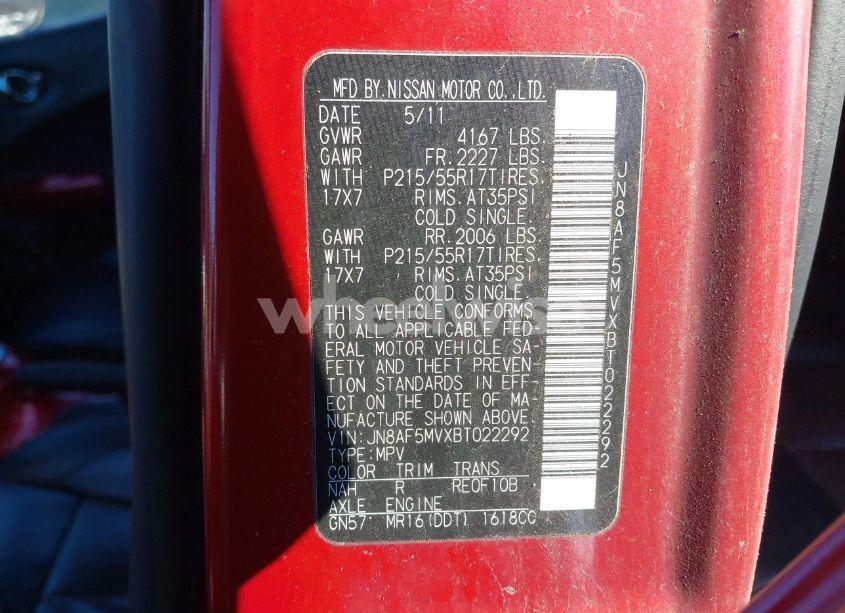 MFD BY.NISSAN MOTOR CO.,LTD.
DATE 5/11
GVWR 4167 LBS.
GAWR FR.2227 LBS.
WITH P215/55R17TIRES.
17X7 RIMS.AT35PSI
COLD SINGLE.
GAWR RR.2006 LBS.
WITH P215/55R17TIRES.
17X7 RIMS.AT35PSI
COLD SINGLE.
THIS VEHICLE CONFORMS
TO ALL APPLICABLE FED
ERAL MOTOR VEHICLE SA-
FETY AND THEFT PREVEN-
TION STANDARDS IN EFF-
ECT ON THE DATE OF MA-
NUFACTURE SHOWN ABOVE.
VIN:JN8AF5MVXBT022292
TYPE:MPV
COLOR TRIM TRANS
NAH R RE0F10B
AXLE ENGINE
GN57 MR16(DDT) 1618CC
JN8AF5MVXBT022292